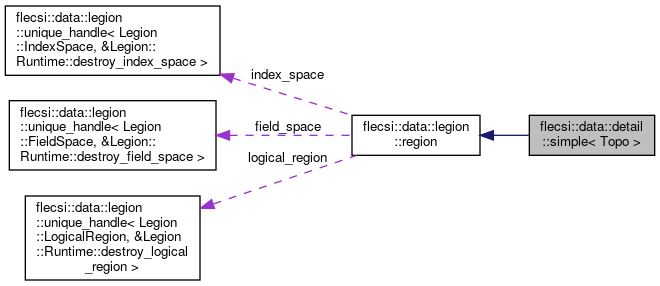 flecsi::data::legion
::unique_handle< Legion
::IndexSpace, &Legion::
Runtime::destroy_index_space >
index_space
flecsi::data::legion
::unique_handle< Legion
::FieldSpace, &Legion::
Runtime::destroy_field_space >
field_space
flecsi::data::legion
::region
flecsi::data::detail
::simple< Topo >
logical_region
flecsi::data::legion
::unique_handle< Legion
::LogicalRegion, &Legion
::Runtime::destroy_logical
_region >